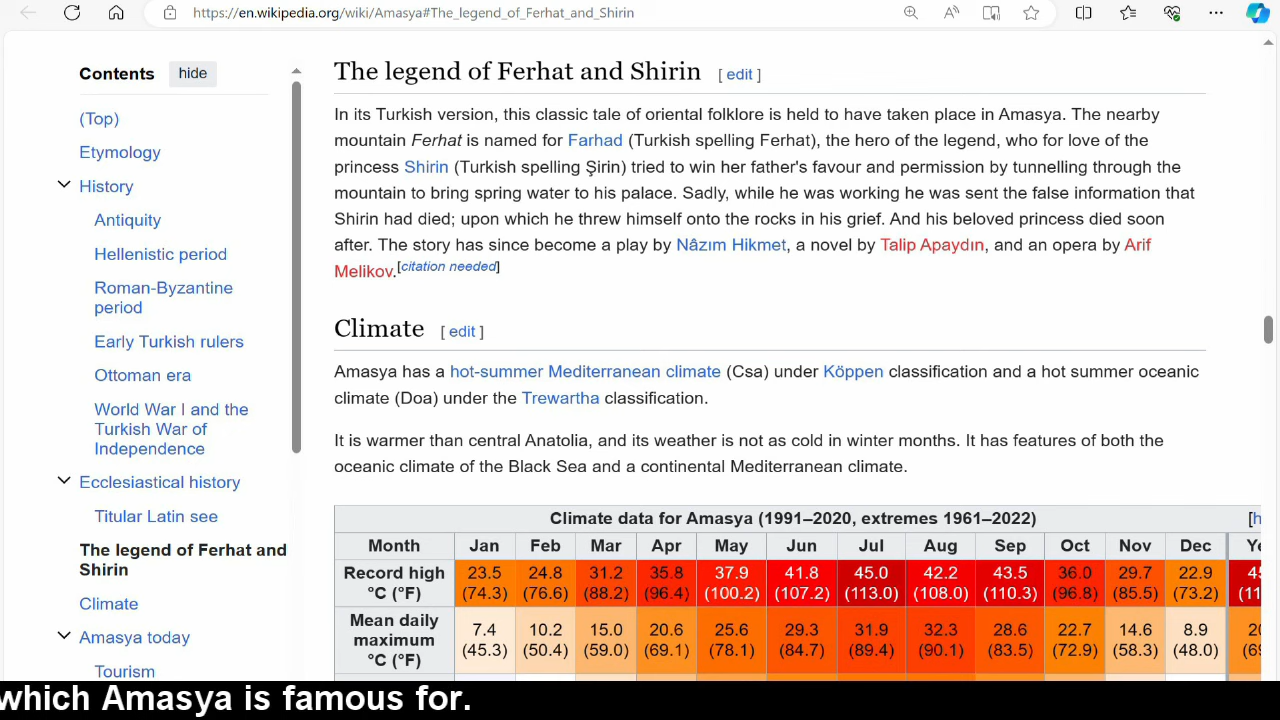 https://en.wikipedia.org/wiki/Amasya#The_legend_of_Ferhat_and_Shirin
Contents hide
(Top)
Etymology
History
Antiquity
Hellenistic period
Roman-Byzantine
period
Early Turkish rulers
Ottoman era
World War I and the
Turkish War of
Independence
Ecclesiastical history
Titular Latin see
The legend of Ferhat and
Shirin
Climate
Amasya today
Tourism
The legend of Ferhat and Shirin [ edit ]
In its Turkish version, this classic tale of oriental folklore is held to have taken place in Amasya. The nearby
mountain Ferhat is named for Farhad (Turkish spelling Ferhat), the hero of the legend, who for love of the
princess Shirin (Turkish spelling Şirin) tried to win her father's favour and permission by tunnelling through the
mountain to bring spring water to his palace. Sadly, while he was working he was sent the false information that
Shirin had died; upon which he threw himself onto the rocks in his grief. And his beloved princess died soon
after. The story has since become a play by Nâzım Hikmet, a novel by Talip Apaydın, and an opera by Arif
Melikov.[citation needed]
Climate [ edit ]
Amasya has a hot-summer Mediterranean climate (Csa) under Köppen classification and a hot summer oceanic
climate (Doa) under the Trewartha classification.
It is warmer than central Anatolia, and its weather is not as cold in winter months. It has features of both the
oceanic climate of the Black Sea and a continental Mediterranean climate.
Climate data for Amasya (1991–2020, extremes 1961–2022)
Month Jan Feb Mar Apr May Jun Jul Aug Sep Oct Nov Dec
Record high 23.5 24.8 31.2 35.8 37.9 41.8 45.0 42.2 43.5 36.0 29.7 22.9
°C (°F) (74.3) (76.6) (88.2) (96.4) (100.2) (107.2) (113.0) (108.0) (110.3) (96.8) (85.5) (73.2)
Mean daily
maximum 7.4 10.2 15.0 20.6 25.6 29.3 31.9 32.3 28.6 22.7 14.6 8.9
°C (°F) (45.3) (50.4) (59.0) (69.1) (78.1) (84.7) (89.4) (90.1) (83.5) (72.9) (58.3) (48.0)
which Amasya is famous for.